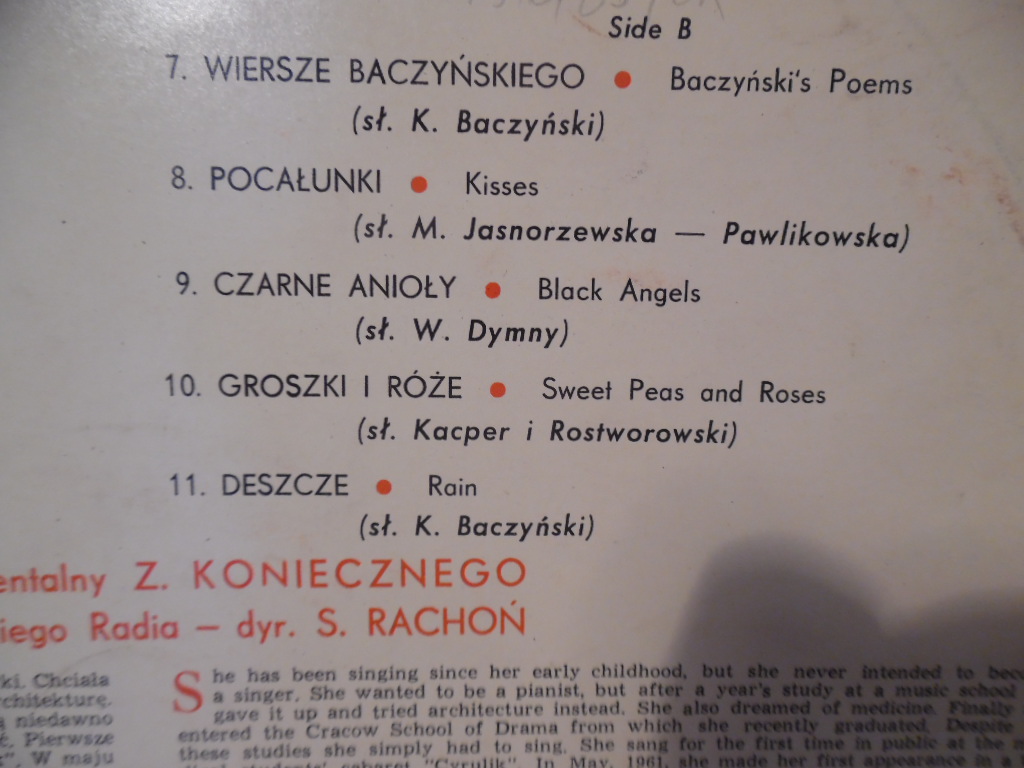 Side B
7. WIERSZE BACZYŃSKIEGO ● Baczyński's Poems
(sł. K. Baczyński)
8. POCAŁUNKI ● Kisses
(sł. M. Jasnorzewska — Pawlikowska)
9. CZARNE ANIOŁY ● Black Angels
(sł. W. Dymny)
10. GROSZKI I RÓŻE ● Sweet Peas and Roses
(sł. Kacper i Rostworowski)
11. DESZCZE ● Rain
(sł. K. Baczyński)
entalny Z. KONIECZNEGO
iego Radia — dyr. S. RACHOŃ
ki. Chciała
rchitekturę.
niedawno
Pierwsze
W maju
She has been singing since her early childhood, but she never intended to
a singer. She wanted to be a pianist, but after a year's study at a music school
gave it up and tried architecture instead. She also dreamed of medicine. Finally
entered the Cracow School of Drama from which she recently graduated. Despite
these studies she simply had to sing. She sang for the first time in public at the
students' cabaret "Cyrulik". In May, 1961, she made her first appearance in a